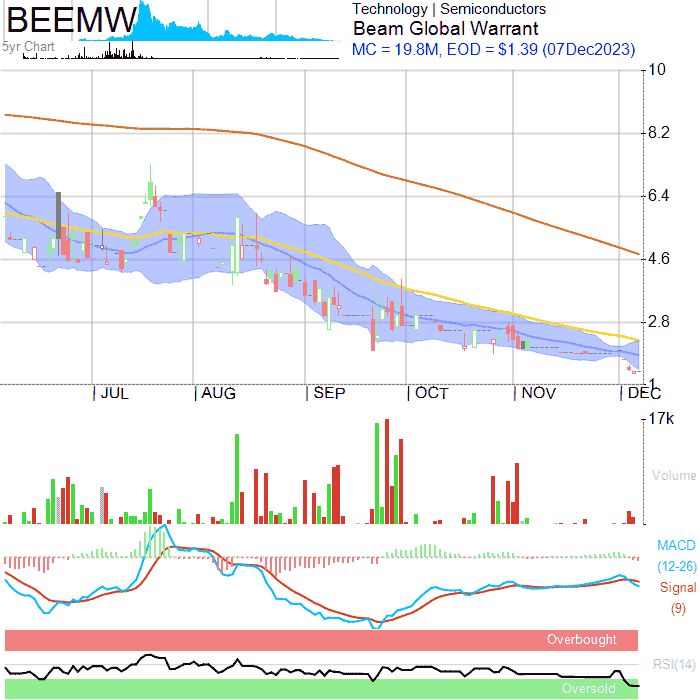 BEEMW
5yr Chart
Technology | Semiconductors
Beam Global Warrant
MC = 19.8M, EOD = $1.39 (07Dec2023)
10
8.2
6.4
4.6
2.8
1
JUL AUG SEP OCT NOV DEC
17k
Volume
MACD
(12-26)
Signal
(9)
Overbought
RSI(14)
Oversold